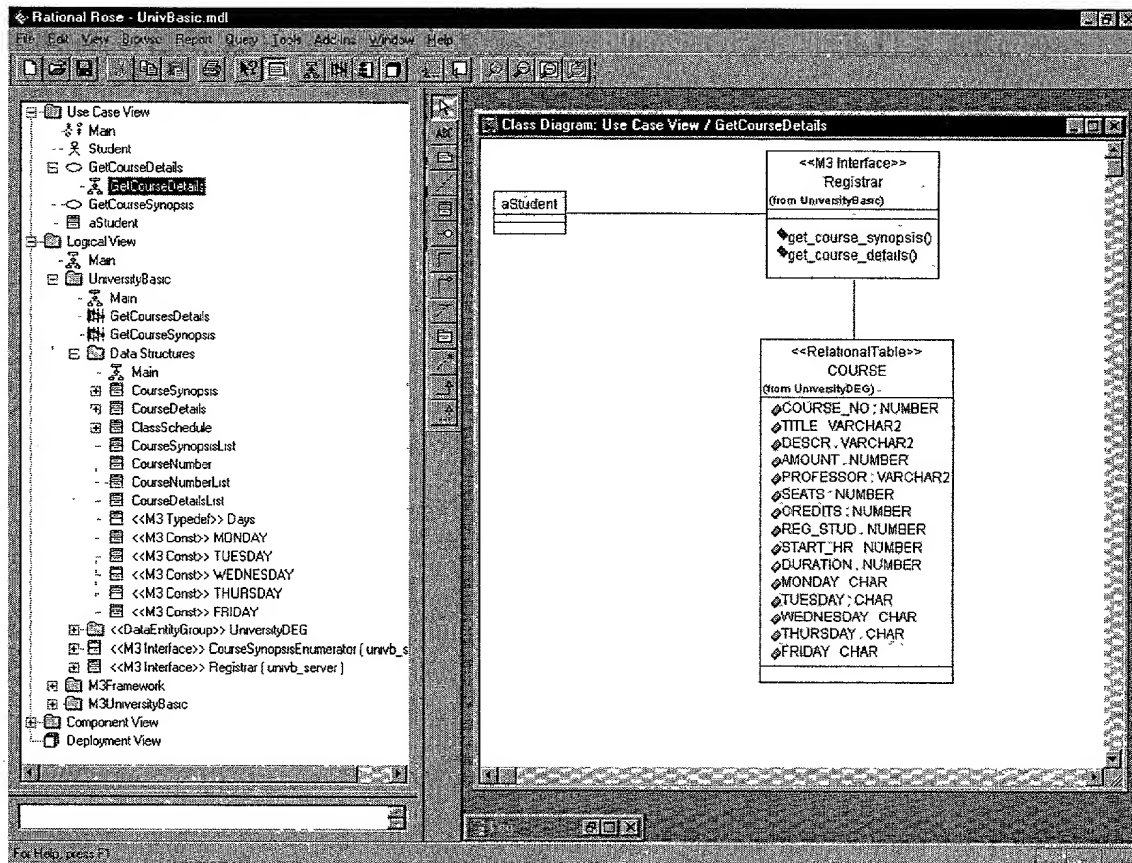 Rational Rose - UnivBasic.mdl
File Edit View Browse Report Query Tools Add-Ins Window Help
Use Case View
Main
Student
GetCourseDetails
GetCourseDetails
GetCourseSynopsis
aStudent
Logical View
Main
UniversityBasic
Main
GetCoursesDetails
GetCourseSynopsis
Data Structures
Main
CourseSynopsis
CourseDetails
ClassSchedule
CourseSynopsisList
CourseNumber
CourseNumberList
CourseDetailsList
<<M3 Typedef>> Days
<<M3 Const>> MONDAY
<<M3 Const>> TUESDAY
<<M3 Const>> WEDNESDAY
<<M3 Const>> THURSDAY
<<M3 Const>> FRIDAY
<<DataEntityGroup>> UniversityDEG
<<M3 Interface>> CourseSynopsisEnumerator ( univb_s
<<M3 Interface>> Registrar ( univb_server )
M3Framework
M3UniversityBasic
Component View
Deployment View
ABC
Class Diagram: Use Case View / GetCourseDetails
aStudent
<<M3 Interface>>
Registrar
(from UniversityBasic)
get_course_synopsis()
get_course_details()
<<RelationalTable>>
COURSE
(from UniversityDEG)
COURSE_NO : NUMBER
TITLE VARCHAR2
DESCR . VARCHAR2
AMOUNT . NUMBER
PROFESSOR : VARCHAR2
SEATS NUMBER
CREDITS : NUMBER
REG_STUD . NUMBER
START_HR NUMBER
DURATION . NUMBER
MONDAY CHAR
TUESDAY : CHAR
WEDNESDAY CHAR
THURSDAY . CHAR
FRIDAY CHAR
For Help, press F1